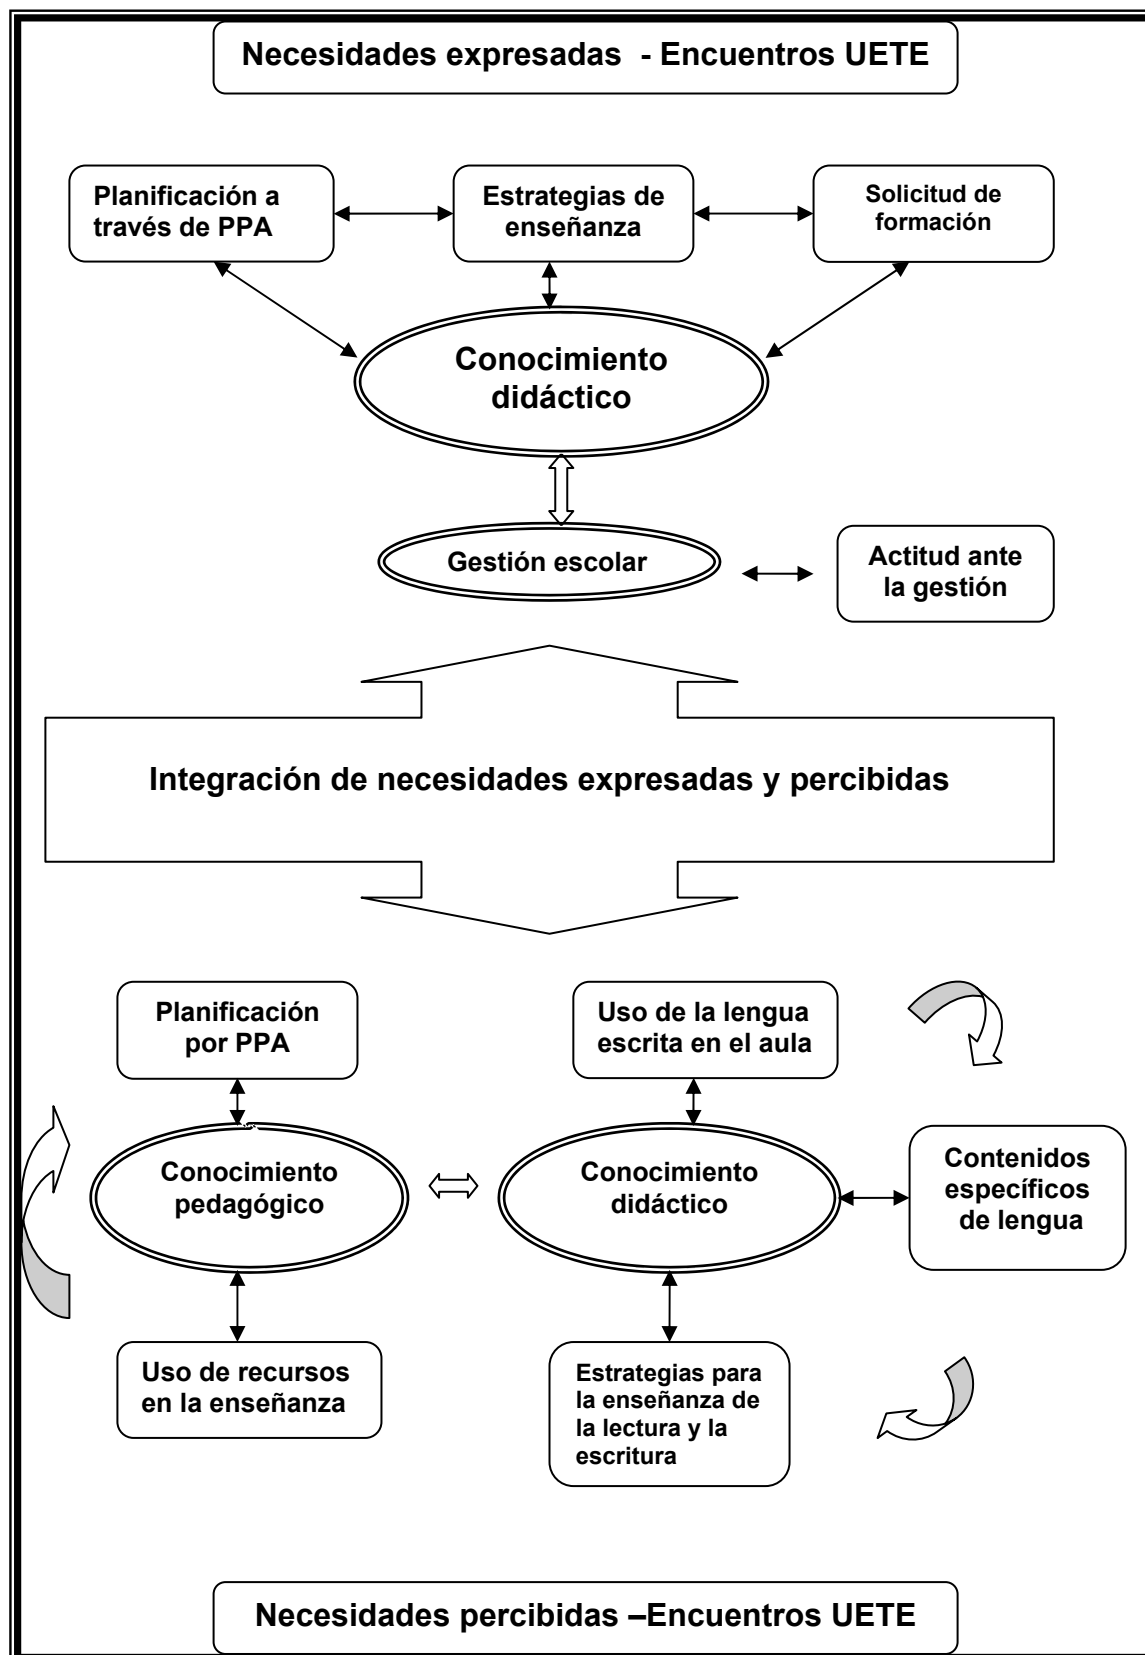 Necesidades expresadas - Encuentros UETE
Planificación a
través de PPA
Estrategias de
enseñanza
Solicitud de
formación
Conocimiento
didáctico
Gestión escolar
Actitud ante
la gestión
Integración de necesidades expresadas y percibidas
Planificación
por PPA
Uso de la lengua
escrita en el aula
Conocimiento
pedagógico
Conocimiento
didáctico
Contenidos
específicos
de lengua
Uso de recursos
en la enseñanza
Estrategias para
la enseñanza de
la lectura y la
escritura
Necesidades percibidas –Encuentros UETE